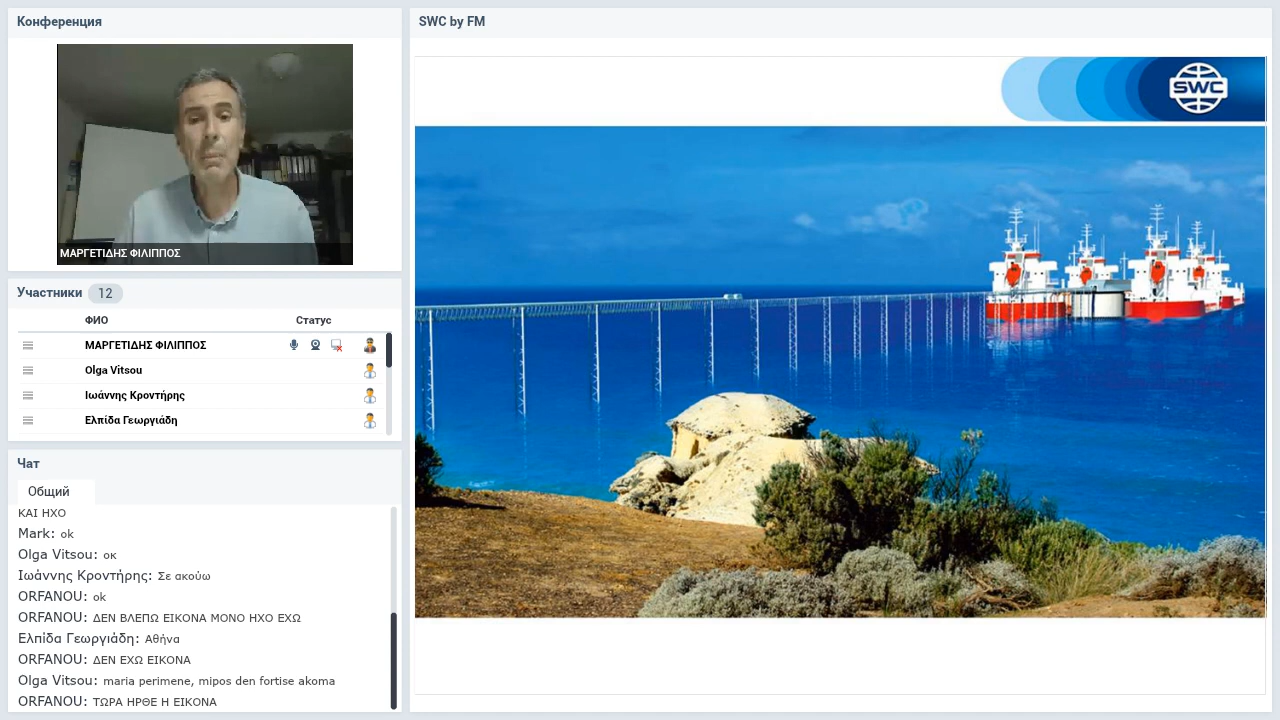 Конференция
ΜΑΡΓΕΤΙΔΗΣ ΦΙΛΙΠΠΟΣ
Участники 12
ФИО Статус
ΜΑΡΓΕΤΙΔΗΣ ΦΙΛΙΠΠΟΣ
Olga Vitsou
Ιωάννης Κροντήρης
Ελπίδα Γεωργιάδη
Чат
Общий
ΚΑΙ ΗΧΟ
Mark: ok
Olga Vitsou: οκ
Ιωάννης Κροντήρης: Σε ακούω
ORFANOU: ok
ORFANOU: ΔΕΝ ΒΛΕΠΩ ΕΙΚΟΝΑ ΜΟΝΟ ΗΧΟ ΕΧΩ
Ελπίδα Γεωργιάδη: Αθήνα
ORFANOU: ΔΕΝ ΕΧΩ ΕΙΚΟΝΑ
Olga Vitsou: maria perimene, mipos den fortise akoma
ORFANOU: ΤΩΡΑ ΗΡΘΕ Η ΕΙΚΟΝΑ
SWC by FM
SWC